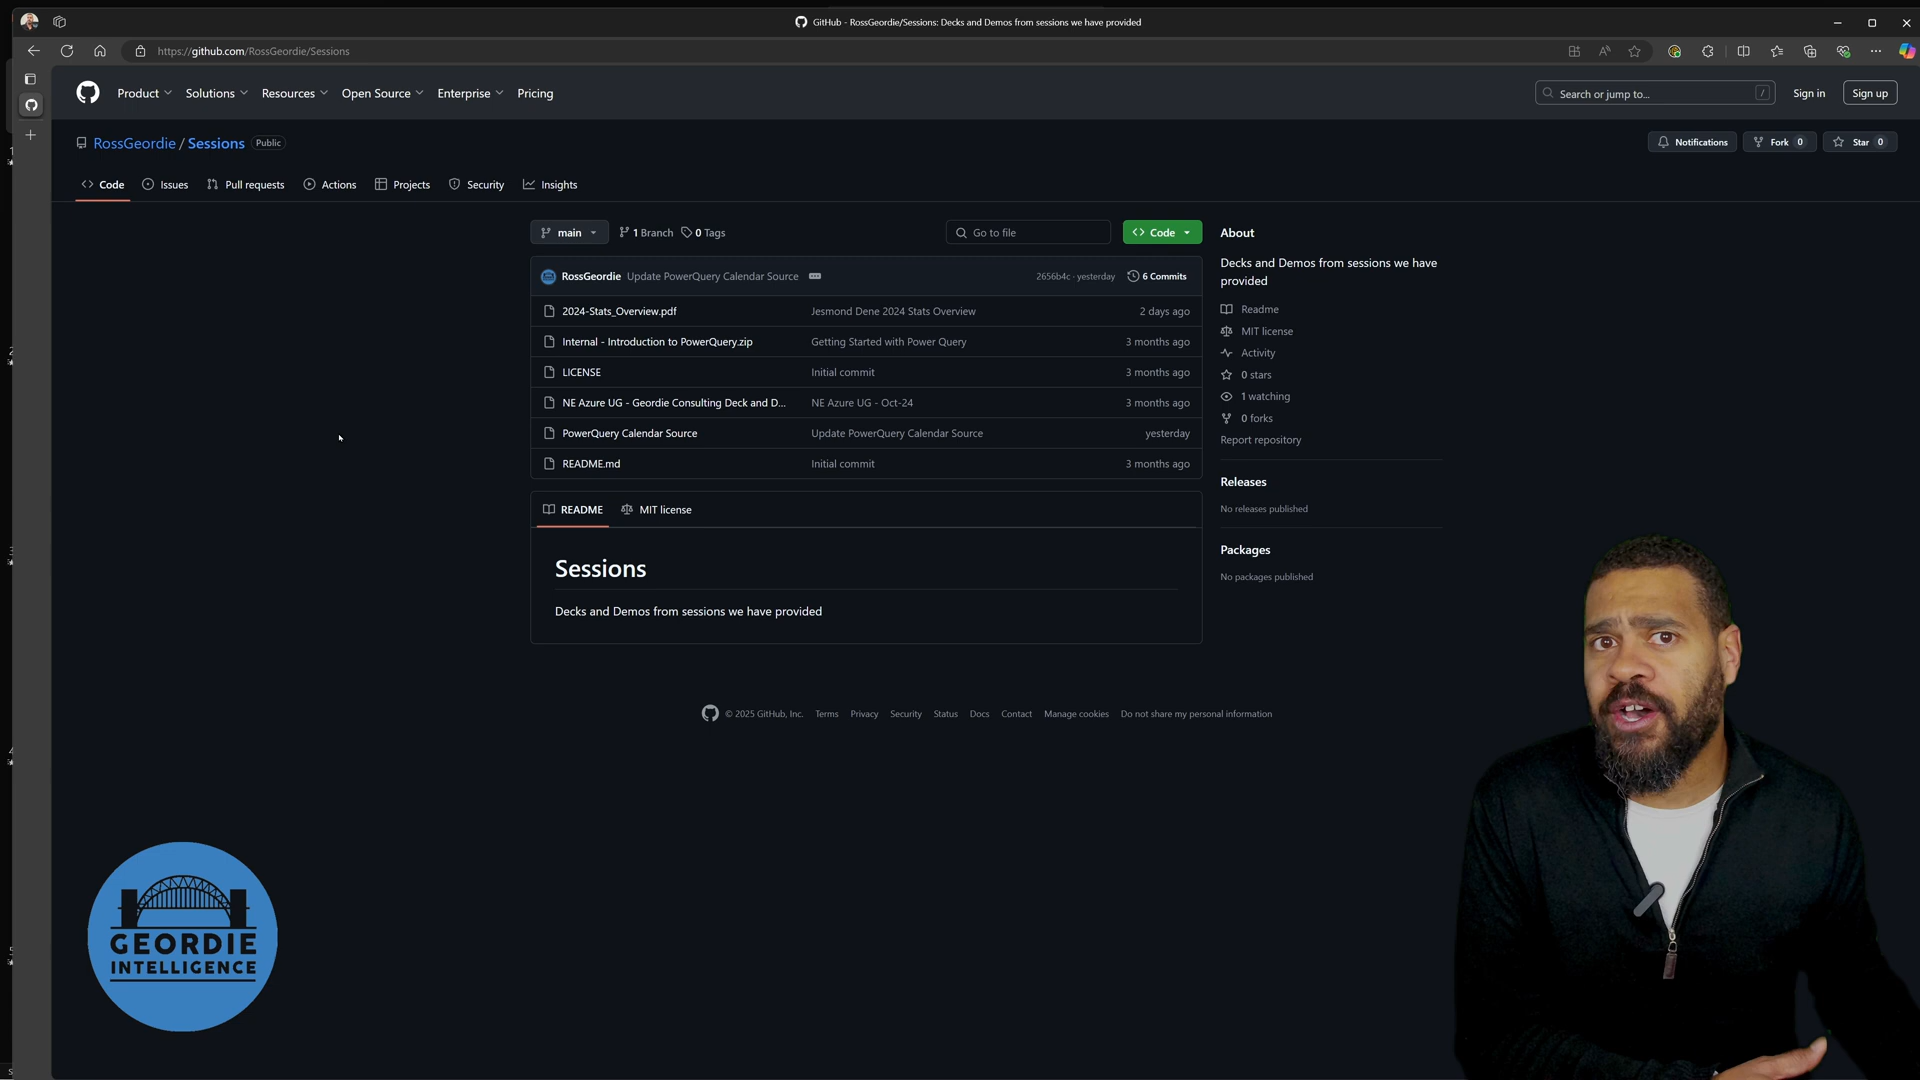 GitHub - RossGeordie/Sessions: Decks and Demos from sessions we have provided
https://github.com/RossGeordie/Sessions
Product Solutions Resources Open Source Enterprise Pricing
Search or jump to... /
Sign in
Sign up
RossGeordie / Sessions Public
Notifications
Fork 0
Star 0
Code Issues Pull requests Actions Projects Security Insights
main 1 Branch 0 Tags
Go to file
Code
RossGeordie Update PowerQuery Calendar Source 2656b4c · yesterday 6 Commits
2024-Stats_Overview.pdf Jesmond Dene 2024 Stats Overview 2 days ago
Internal - Introduction to PowerQuery.zip Getting Started with Power Query 3 months ago
LICENSE Initial commit 3 months ago
NE Azure UG - Geordie Consulting Deck and D... NE Azure UG - Oct-24 3 months ago
PowerQuery Calendar Source Update PowerQuery Calendar Source yesterday
README.md Initial commit 3 months ago
README MIT license
Sessions
Decks and Demos from sessions we have provided
About
Decks and Demos from sessions we have
provided
Readme
MIT license
Activity
0 stars
1 watching
0 forks
Report repository
Releases
No releases published
Packages
No packages published
© 2025 GitHub, Inc. Terms Privacy Security Status Docs Contact Manage cookies Do not share my personal information
GEORDIE
INTELLIGENCE